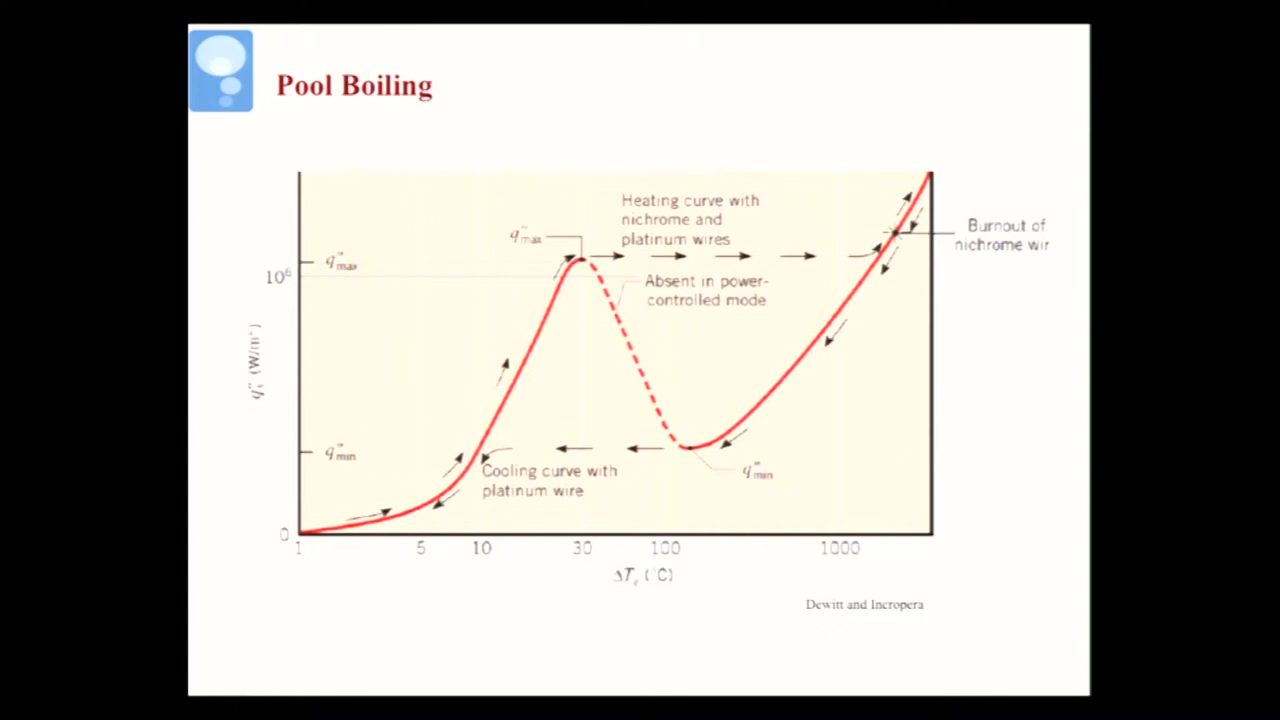 Pool Boiling
Heating curve with
nichrome and
platinum wires
q″max
q″max
10⁶
Absent in power-
controlled mode
Burnout of
nichrome wir
q″s (W/m²)
q″min
q″min
Cooling curve with
platinum wire
0
1 5 10 30 100 1000
ΔTe (°C)
Dewitt and Incropera